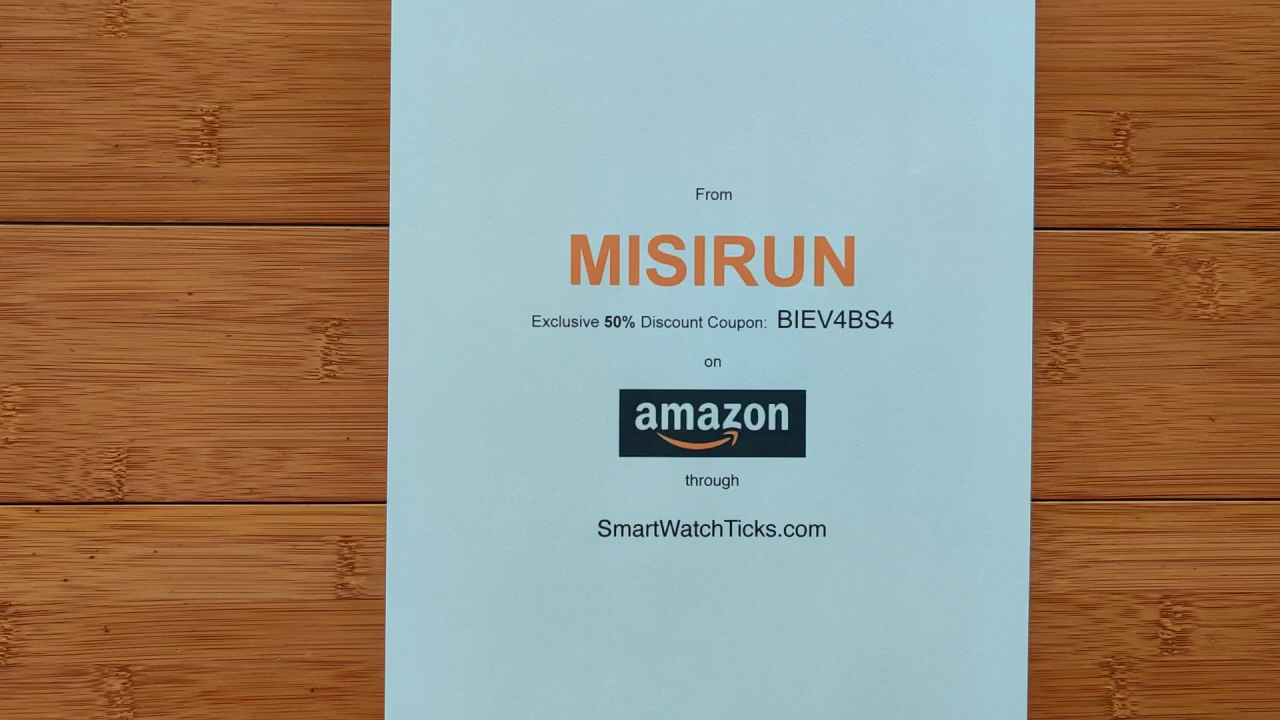 From
MISIRUN
Exclusive 50% Discount Coupon: BIEV4BS4
on
amazon
through
SmartWatchTicks.com